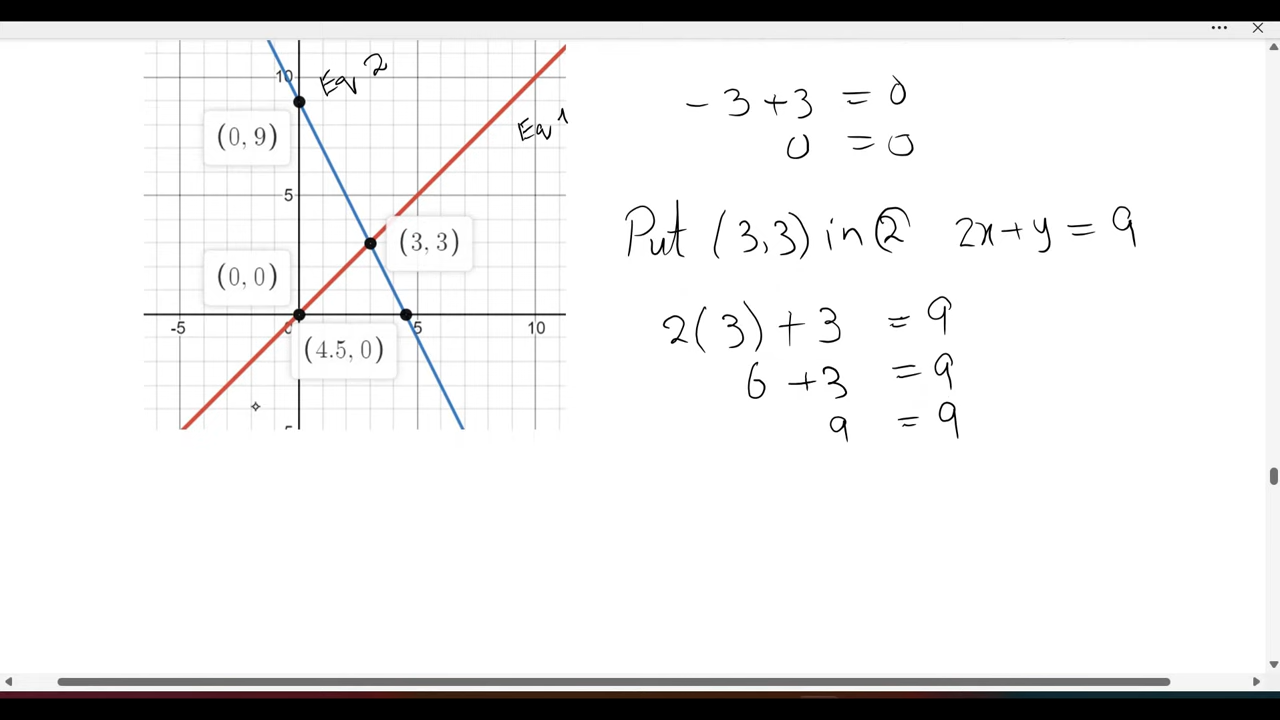 10
Eq 2
Eq 1
(0, 9)
5
(3, 3)
(0, 0)
-5
0
5
10
(4.5, 0)
-3+3 = 0
0 = 0
Put (3,3) in ② 2x+y = 9
2(3)+3 = 9
6 +3 = 9
9 = 9